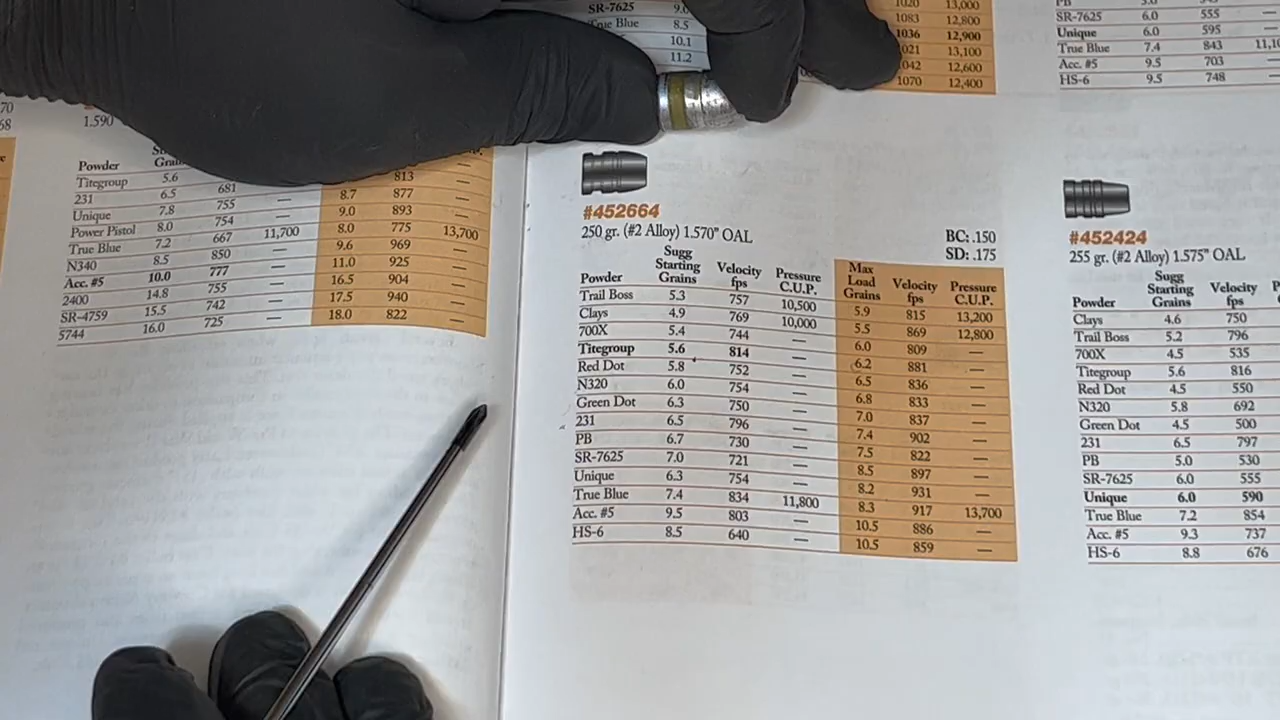 SR-7625
True Blue 8.5
10.1
11.2
13,000
1083 12,800
1036 12,900
13,100
12,600
1070 12,400
SR-7625 6.0 555 —
Unique 6.0 595 —
True Blue 7.4 843
Acc. #5 9.5 703 —
HS-6 9.5 748 —
1.590
Powder
Titegroup 5.6 681 — 813 —
231 6.5 755 — 8.7 877 —
Unique 7.8 754 — 9.0 893 —
Power Pistol 8.0 667 11,700 8.0 775 13,700
True Blue 7.2 850 — 9.6 969 —
N340 8.5 777 — 11.0 925 —
Acc. #5 10.0 755 — 16.5 904 —
2400 14.8 742 — 17.5 940 —
SR-4759 15.5 725 — 18.0 822 —
5744 16.0
#452664
250 gr. (#2 Alloy) 1.570" OAL
BC: .150
SD: .175
Powder Sugg Starting Grains Velocity fps Pressure C.U.P. Max Load Grains Velocity fps Pressure C.U.P.
Trail Boss 5.3 757 10,500 5.9 815 13,200
Clays 4.9 769 10,000 5.5 869 12,800
700X 5.4 744 — 6.0 809 —
Titegroup 5.6 814 — 6.2 881 —
Red Dot 5.8 752 — 6.5 836 —
N320 6.0 754 — 6.8 833 —
Green Dot 6.3 750 — 7.0 837 —
231 6.5 796 — 7.4 902 —
PB 6.7 730 — 7.5 822 —
SR-7625 7.0 721 — 8.5 897 —
Unique 6.3 754 — 8.2 931 —
True Blue 7.4 834 11,800 8.3 917 13,700
Acc. #5 9.5 803 — 10.5 886 —
HS-6 8.5 640 — 10.5 859 —
#452424
255 gr. (#2 Alloy) 1.575" OAL
Powder Sugg Starting Grains Velocity fps
Clays 4.6 750
Trail Boss 5.2 796
700X 4.5 535
Titegroup 5.6 816
Red Dot 4.5 550
N320 5.8 692
Green Dot 4.5 500
231 6.5 797
PB 5.0 530
SR-7625 6.0 555
Unique 6.0 590
True Blue 7.2 854
Acc. #5 9.3 737
HS-6 8.8 676